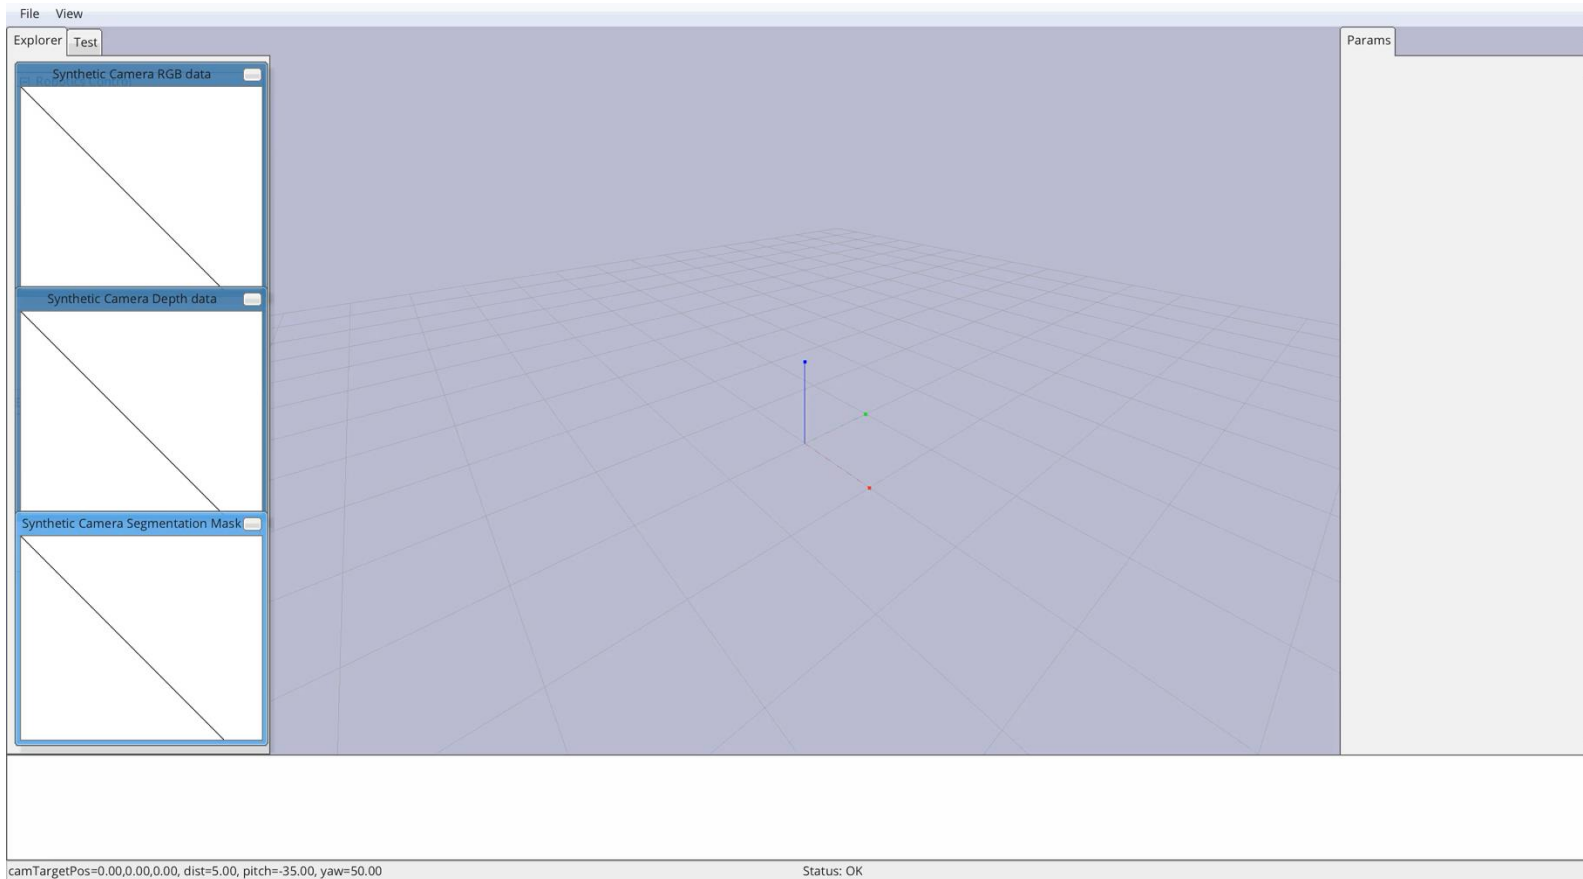 File View
Explorer Test
Params
Synthetic Camera RGB data
Synthetic Camera Depth data
Synthetic Camera Segmentation Mask
camTargetPos=0.00,0.00,0.00, dist=5.00, pitch=-35.00, yaw=50.00
Status: OK